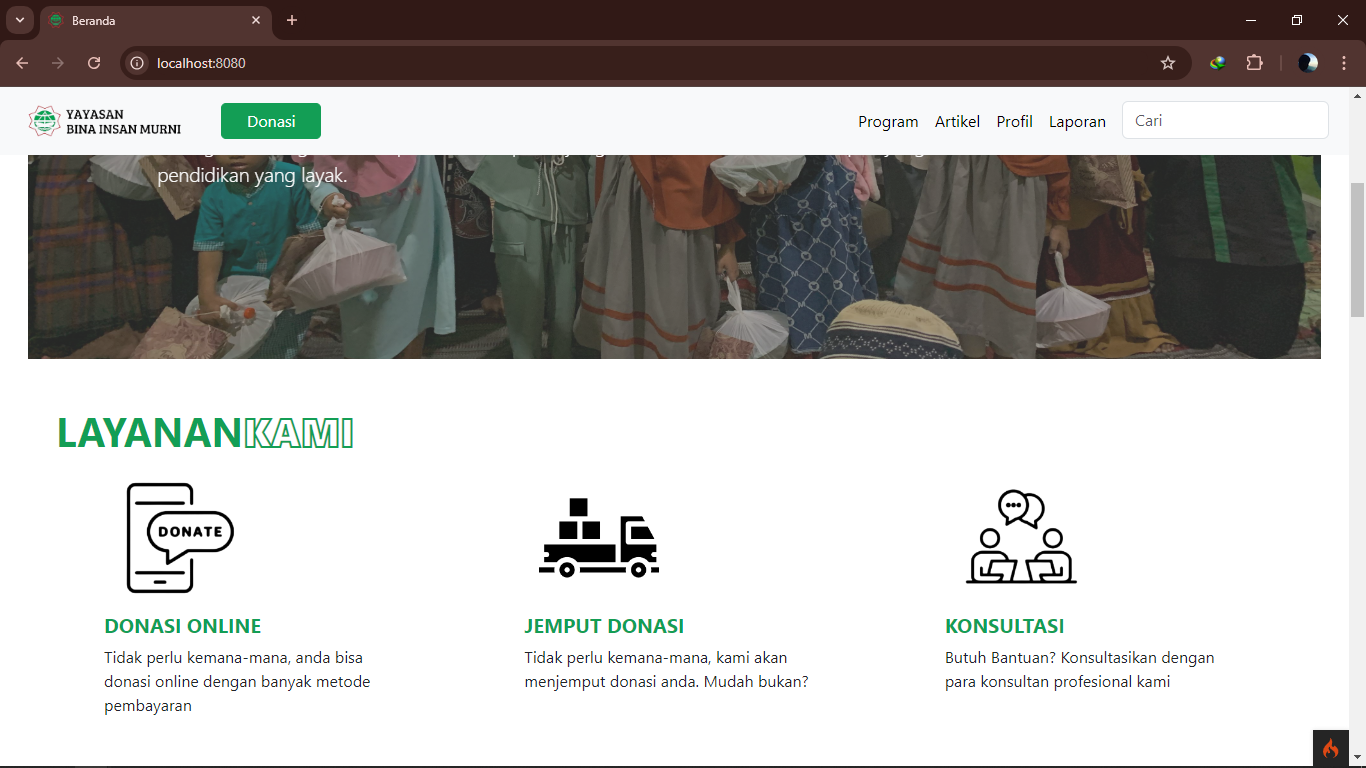 Beranda
localhost:8080
YAYASAN
BINA INSAN MURNI
Donasi
Program
Artikel
Profil
Laporan
Cari
pendidikan yang layak.
LAYANANKAMI
DONATE
DONASI ONLINE
Tidak perlu kemana-mana, anda bisa
donasi online dengan banyak metode
pembayaran
JEMPUT DONASI
Tidak perlu kemana-mana, kami akan
menjemput donasi anda. Mudah bukan?
KONSULTASI
Butuh Bantuan? Konsultasikan dengan
para konsultan profesional kami